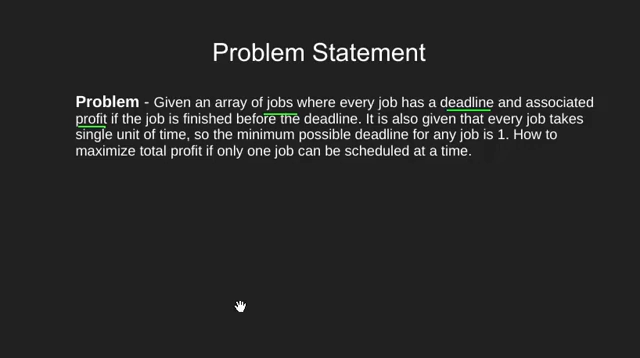 Problem Statement
Problem - Given an array of jobs where every job has a deadline and associated
profit if the job is finished before the deadline. It is also given that every job takes
single unit of time, so the minimum possible deadline for any job is 1. How to
maximize total profit if only one job can be scheduled at a time.